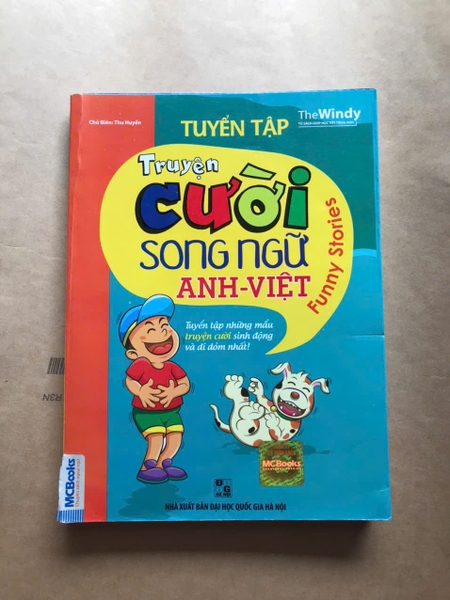 Chủ Biên: Thu Huyền
TheWindy
TUYỂN TẬP
Truyện
cười
SONG NGỮ
ANH-VIỆT
Funny Stories
Tuyển tập những mẩu
truyện cười sinh động
và dí dỏm nhất!
MCBooks
MCBooks
NHÀ XUẤT BẢN ĐẠI HỌC QUỐC GIA HÀ NỘI